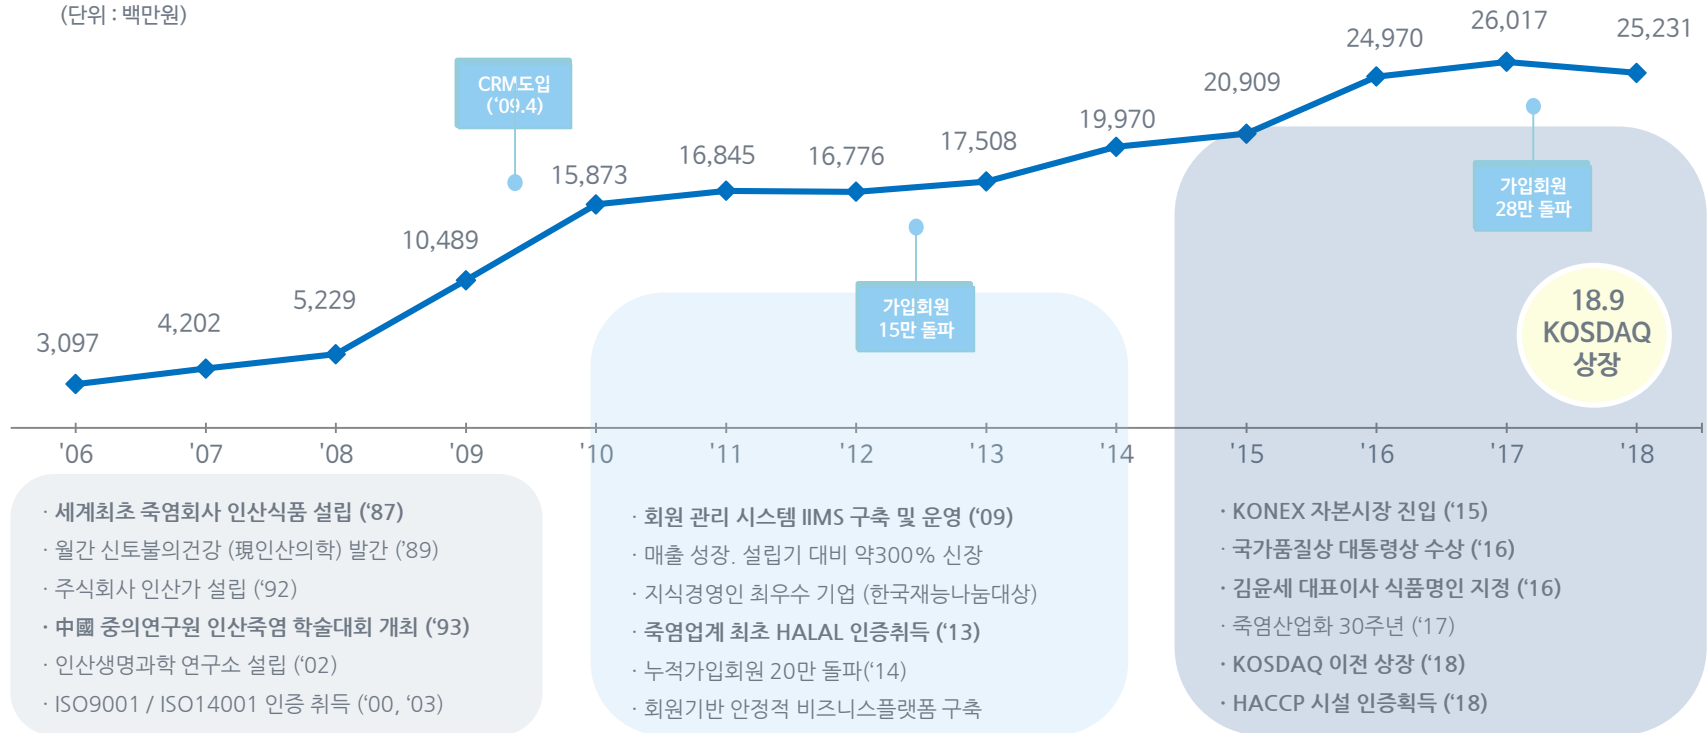 (단위 : 백만원)
3,097
4,202
5,229
10,489
15,873
16,845
16,776
17,508
19,970
20,909
24,970
26,017
25,231
CRM도입
(‘09.4)
가입회원
15만 돌파
가입회원
28만 돌파
18.9
KOSDAQ
상장
'06
'07
'08
'09
'10
'11
'12
'13
'14
'15
'16
'17
'18
· 세계최초 죽염회사 인산식품 설립 (‘87)
· 월간 신토불의건강 (現인산의학) 발간 (’89)
· 주식회사 인산가 설립 (‘92)
· 中國 중의연구원 인산죽염 학술대회 개최 (‘93)
· 인산생명과학 연구소 설립 (‘02)
· ISO9001 / ISO14001 인증 취득 (‘00, ‘03)
· 회원 관리 시스템 IIMS 구축 및 운영 (‘09)
· 매출 성장. 설립기 대비 약300% 신장
· 지식경영인 최우수 기업 (한국재능나눔대상)
· 죽염업계 최초 HALAL 인증취득 (‘13)
· 누적가입회원 20만 돌파(‘14)
· 회원기반 안정적 비즈니스플랫폼 구축
· KONEX 자본시장 진입 (‘15)
· 국가품질상 대통령상 수상 (‘16)
· 김윤세 대표이사 식품명인 지정 (‘16)
· 죽염산업화 30주년 (‘17)
· KOSDAQ 이전 상장 (‘18)
· HACCP 시설 인증획득 (‘18)